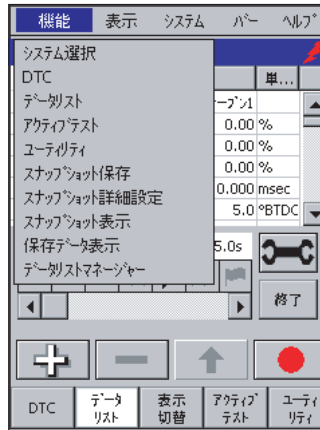 機能 表示 システム バー ヘルプ
システム選択
DTC
データリスト
アクティブテスト
ユーティリティ
スナップショット保存
スナップショット詳細設定
スナップショット表示
保存データ表示
データリストマネージャー
単...
ープン1
0.00 %
0.00 %
0.00 %
0.000 msec
5.0 °BTDC
5.0s
終了
DTC
データ
リスト
表示
切替
アクティブ
テスト
ユーティ
リティ